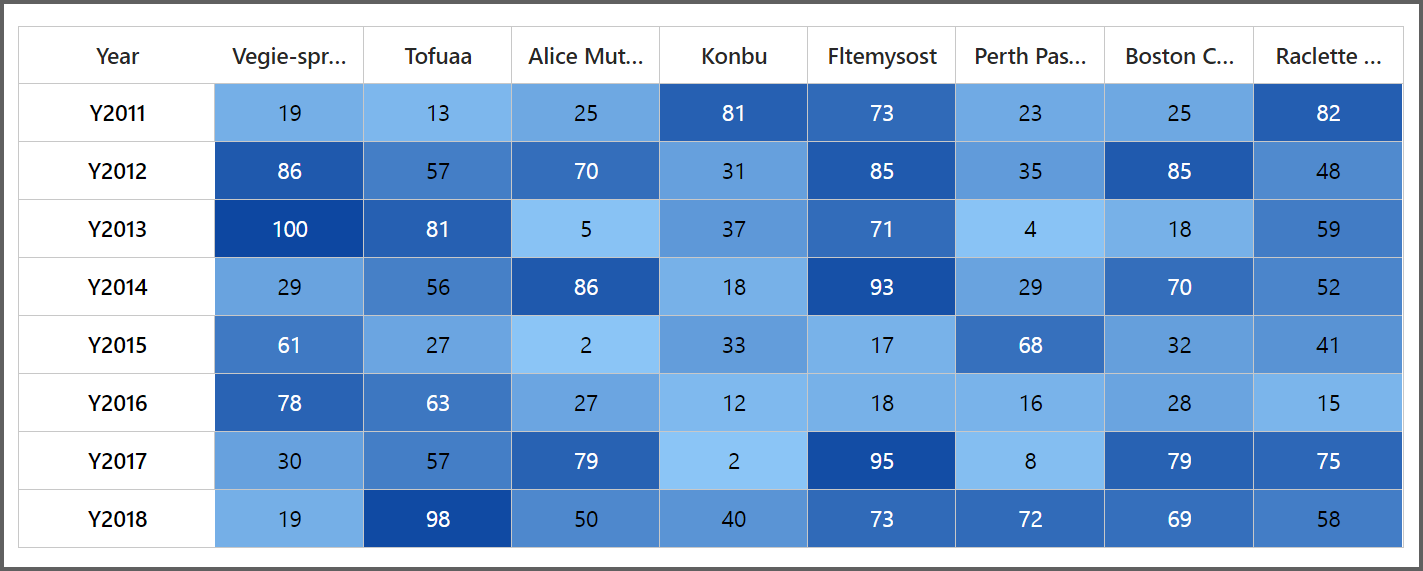 Year Vegie-spr... Tofuaa Alice Mut... Konbu Fltemysost Perth Pas... Boston C... Raclette ...
Y2011 19 13 25 81 73 23 25 82
Y2012 86 57 70 31 85 35 85 48
Y2013 100 81 5 37 71 4 18 59
Y2014 29 56 86 18 93 29 70 52
Y2015 61 27 2 33 17 68 32 41
Y2016 78 63 27 12 18 16 28 15
Y2017 30 57 79 2 95 8 79 75
Y2018 19 98 50 40 73 72 69 58